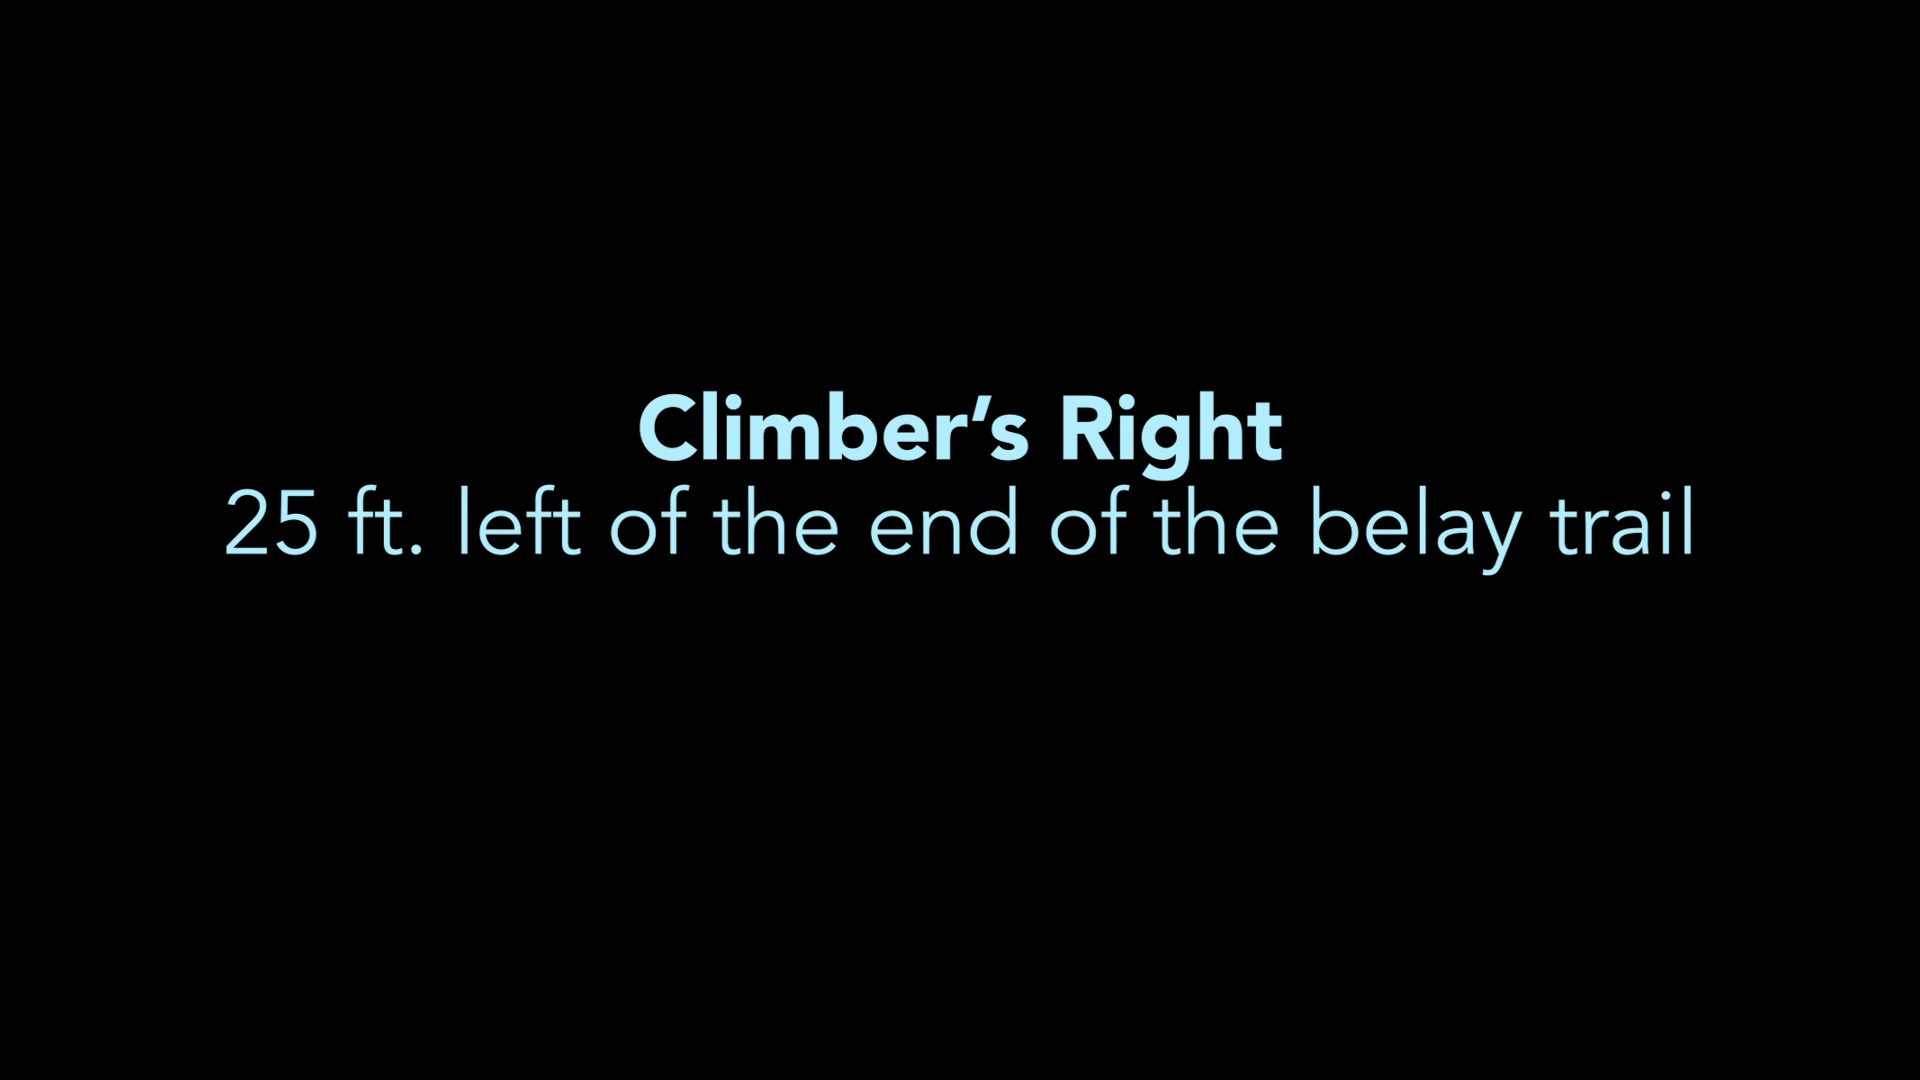 Climber’s Right
25 ft. left of the end of the belay trail